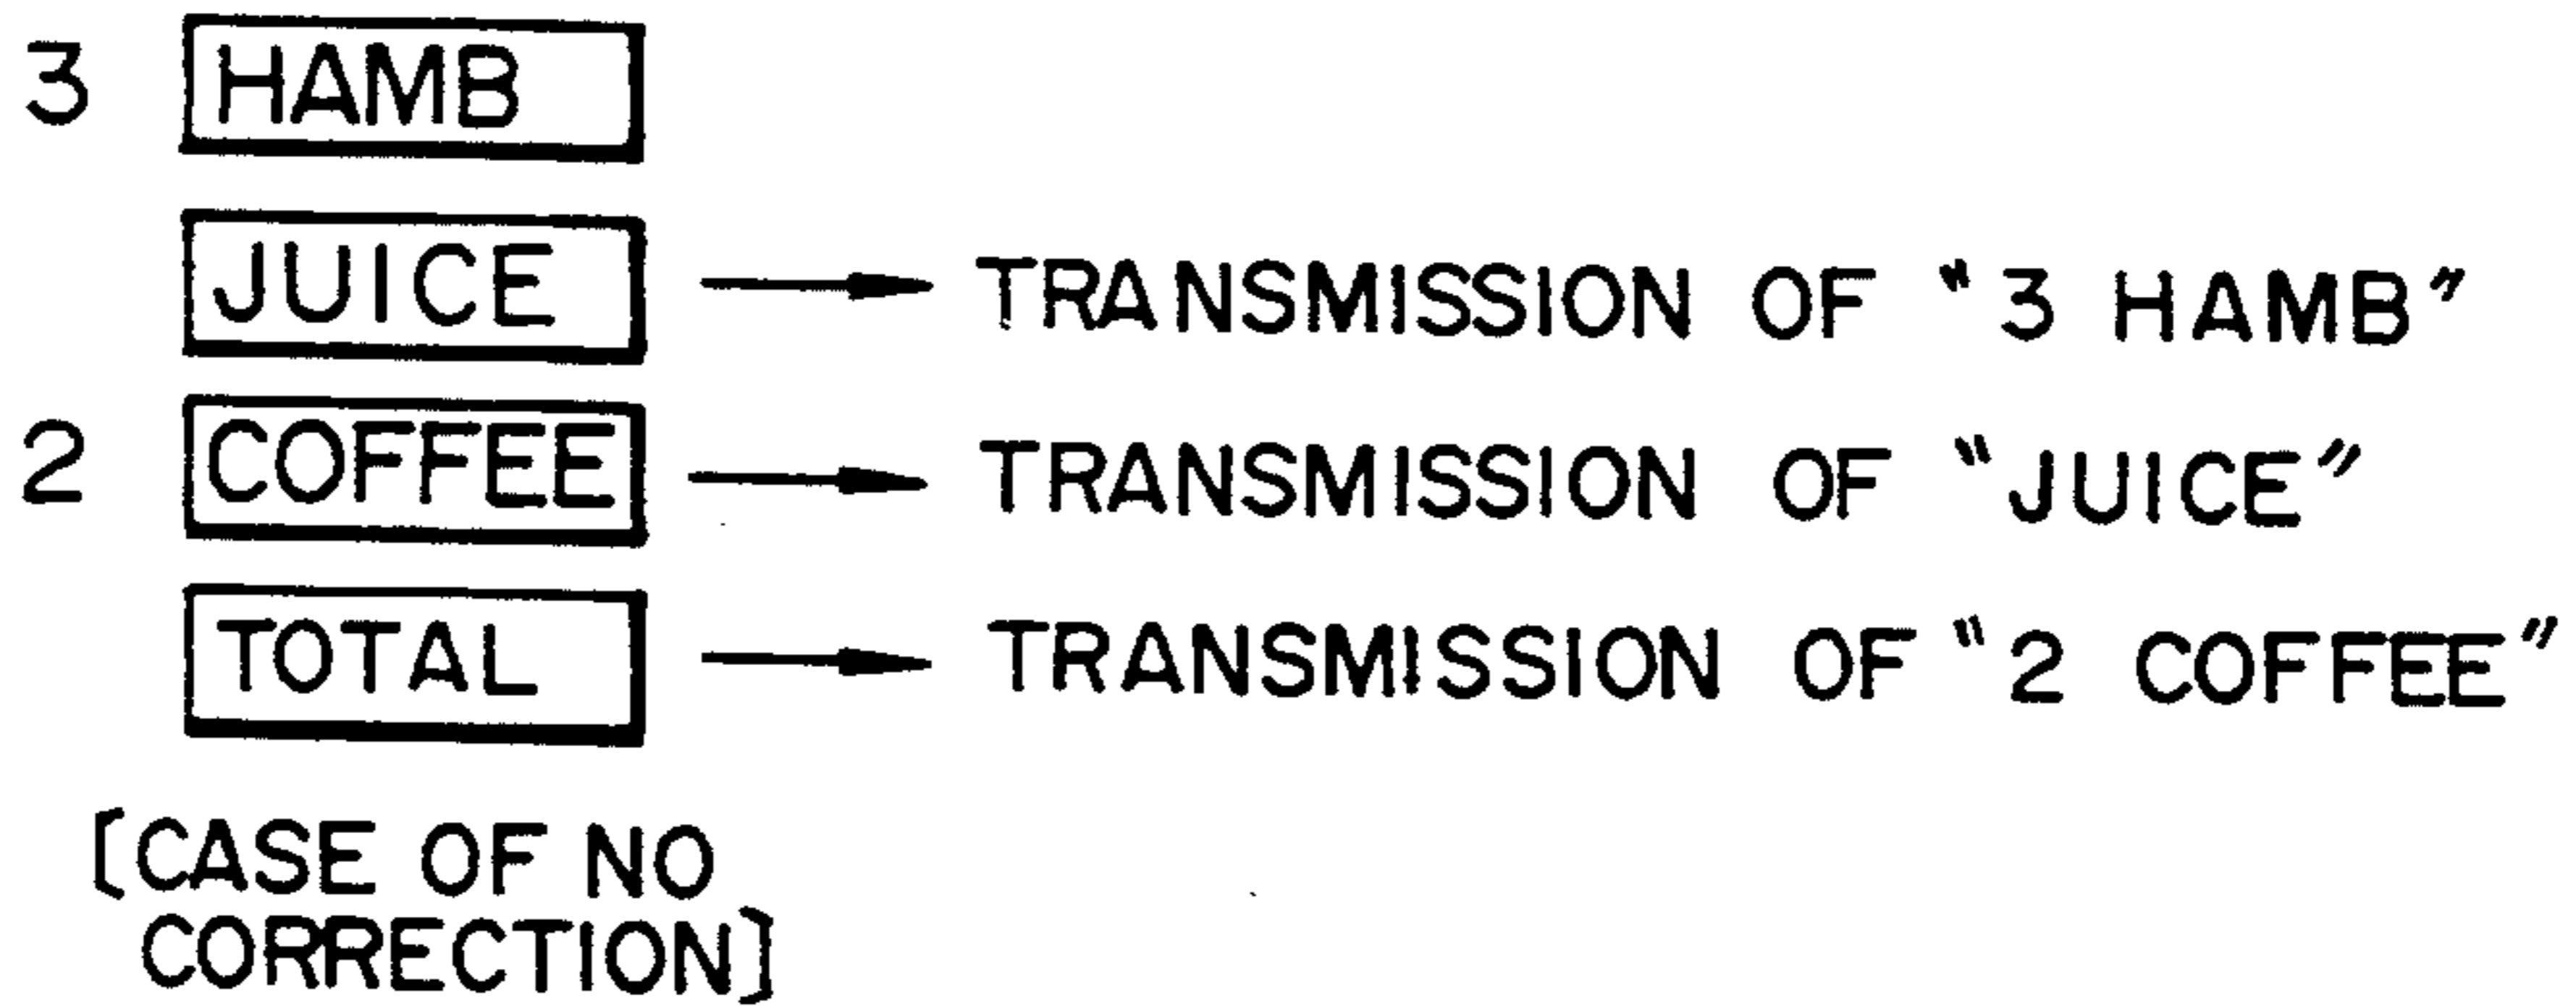 3 HAMB
JUICE → TRANSMISSION OF "3 HAMB"
2 COFFEE → TRANSMISSION OF "JUICE"
TOTAL → TRANSMISSION OF "2 COFFEE"
[CASE OF NO
CORRECTION]